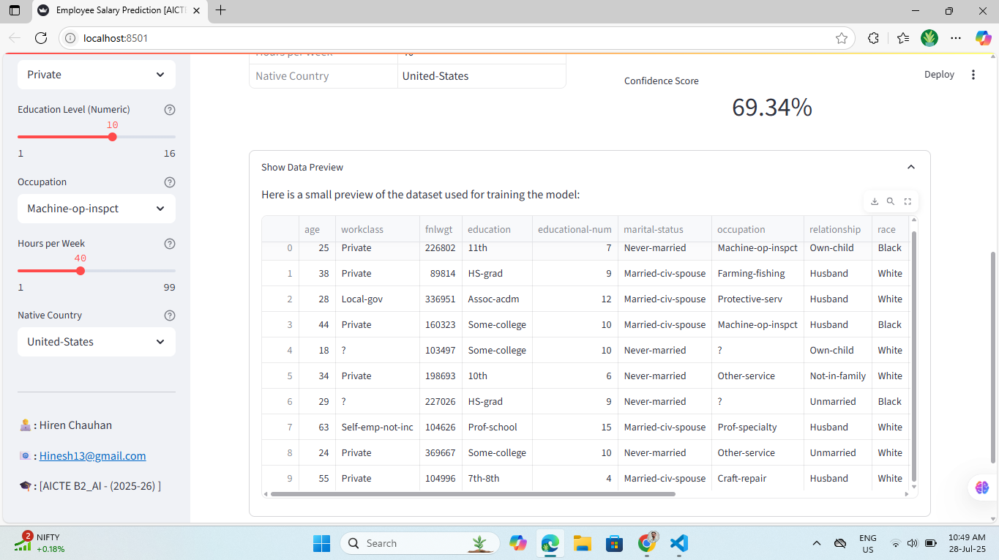 Employee Salary Prediction [AICTE
localhost:8501
Private
Education Level (Numeric)
10
1 16
Occupation
Machine-op-inspct
Hours per Week
40
1 99
Native Country
United-States
: Hiren Chauhan
: Hinesh13@gmail.com
: [AICTE B2_AI - (2025-26) ]
Deploy
Hours per Week 40
Native Country United-States
Confidence Score
69.34%
Show Data Preview
Here is a small preview of the dataset used for training the model:
age workclass fnlwgt education educational-num marital-status occupation relationship race
0 25 Private 226802 11th 7 Never-married Machine-op-inspct Own-child Black
1 38 Private 89814 HS-grad 9 Married-civ-spouse Farming-fishing Husband White
2 28 Local-gov 336951 Assoc-acdm 12 Married-civ-spouse Protective-serv Husband White
3 44 Private 160323 Some-college 10 Married-civ-spouse Machine-op-inspct Husband Black
4 18 ? 103497 Some-college 10 Never-married ? Own-child White
5 34 Private 198693 10th 6 Never-married Other-service Not-in-family White
6 29 ? 227026 HS-grad 9 Never-married ? Unmarried Black
7 63 Self-emp-not-inc 104626 Prof-school 15 Married-civ-spouse Prof-specialty Husband White
8 24 Private 369667 Some-college 10 Never-married Other-service Unmarried White
9 55 Private 104996 7th-8th 4 Married-civ-spouse Craft-repair Husband White
2
NIFTY
+0.18%
Search
ENG
US
10:49 AM
28-Jul-25